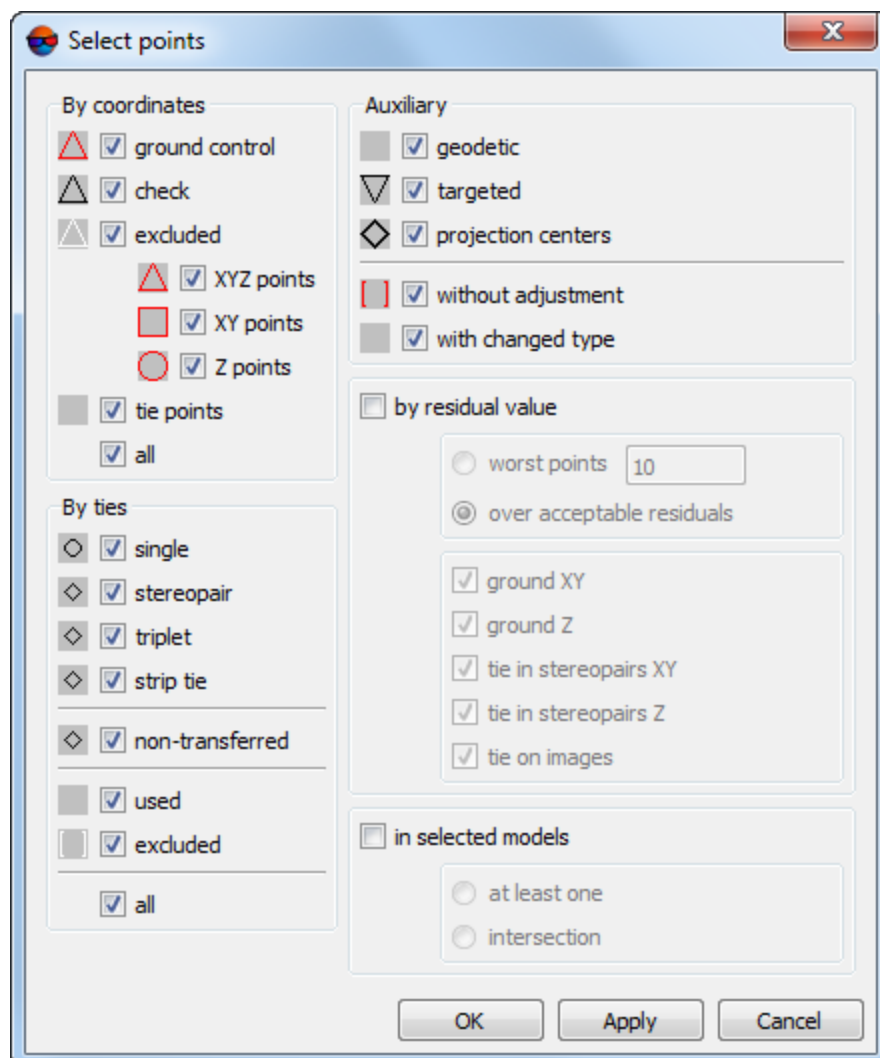 Select points
By coordinates
ground control
check
excluded
XYZ points
XY points
Z points
tie points
all
By ties
single
stereopair
triplet
strip tie
non-transferred
used
excluded
all
Auxiliary
geodetic
targeted
projection centers
without adjustment
with changed type
by residual value
worst points 10
over acceptable residuals
ground XY
ground Z
tie in stereopairs XY
tie in stereopairs Z
tie on images
in selected models
at least one
intersection
OK Apply Cancel